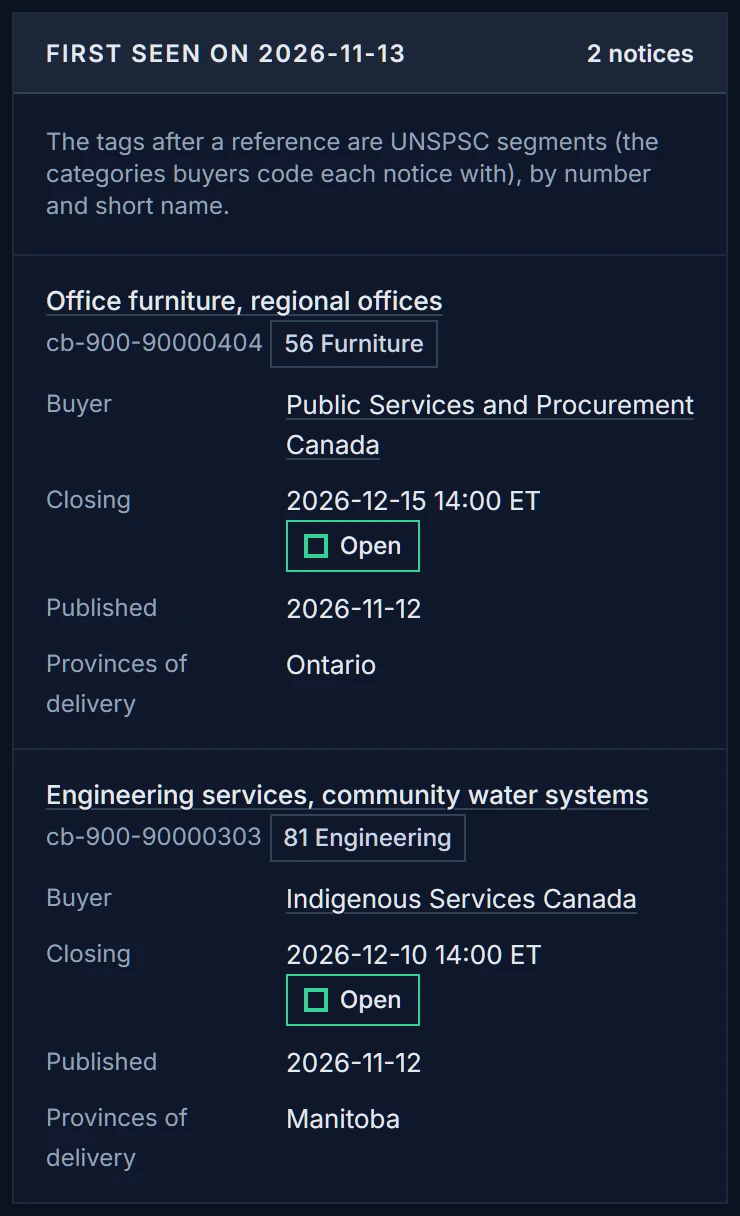 FIRST SEEN ON 2026-11-13 2 notices
The tags after a reference are UNSPSC segments (the
categories buyers code each notice with), by number
and short name.
Office furniture, regional offices
cb-900-90000404 56 Furniture
Buyer Public Services and Procurement
Canada
Closing 2026-12-15 14:00 ET
Open
Published 2026-11-12
Provinces of Ontario
delivery
Engineering services, community water systems
cb-900-90000303 81 Engineering
Buyer Indigenous Services Canada
Closing 2026-12-10 14:00 ET
Open
Published 2026-11-12
Provinces of Manitoba
delivery